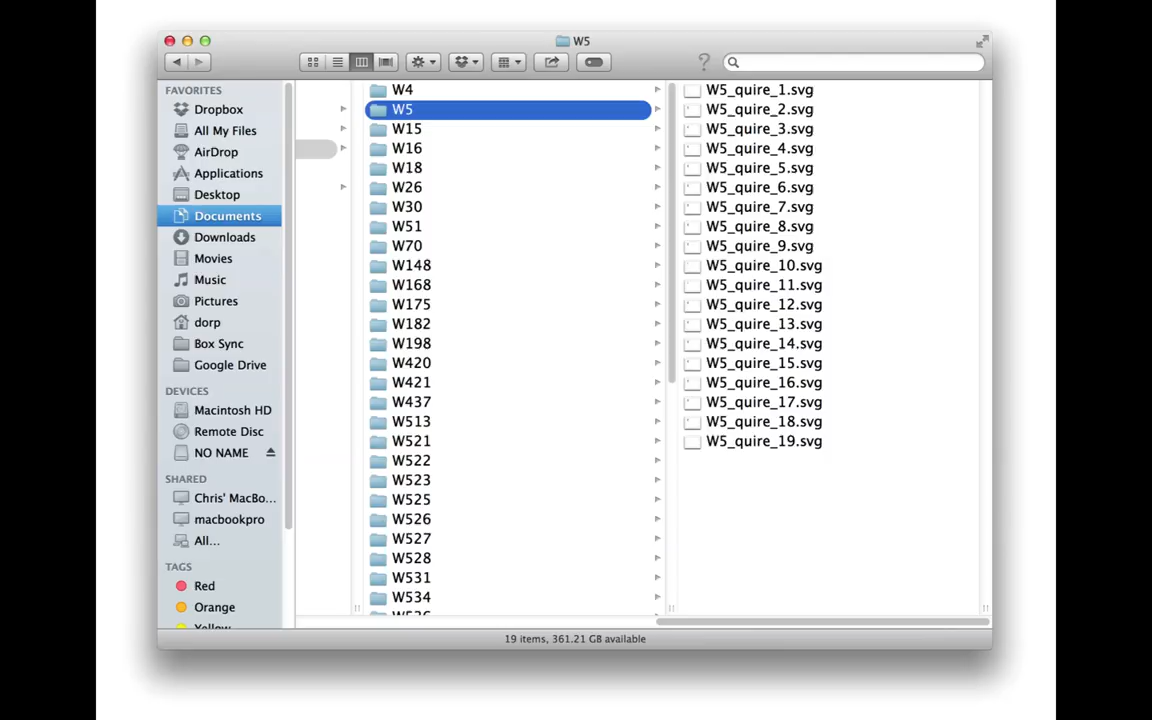 W5
FAVORITES
Dropbox
All My Files
AirDrop
Applications
Desktop
Documents
Downloads
Movies
Music
Pictures
dorp
Box Sync
Google Drive
DEVICES
Macintosh HD
Remote Disc
NO NAME
SHARED
Chris' MacBo...
macbookpro
All...
TAGS
Red
Orange
Yellow
W4
W5
W15
W16
W18
W26
W30
W51
W70
W148
W168
W175
W182
W198
W420
W421
W437
W513
W521
W522
W523
W525
W526
W527
W528
W531
W534
W5_quire_1.svg
W5_quire_2.svg
W5_quire_3.svg
W5_quire_4.svg
W5_quire_5.svg
W5_quire_6.svg
W5_quire_7.svg
W5_quire_8.svg
W5_quire_9.svg
W5_quire_10.svg
W5_quire_11.svg
W5_quire_12.svg
W5_quire_13.svg
W5_quire_14.svg
W5_quire_15.svg
W5_quire_16.svg
W5_quire_17.svg
W5_quire_18.svg
W5_quire_19.svg
19 items, 361.21 GB available